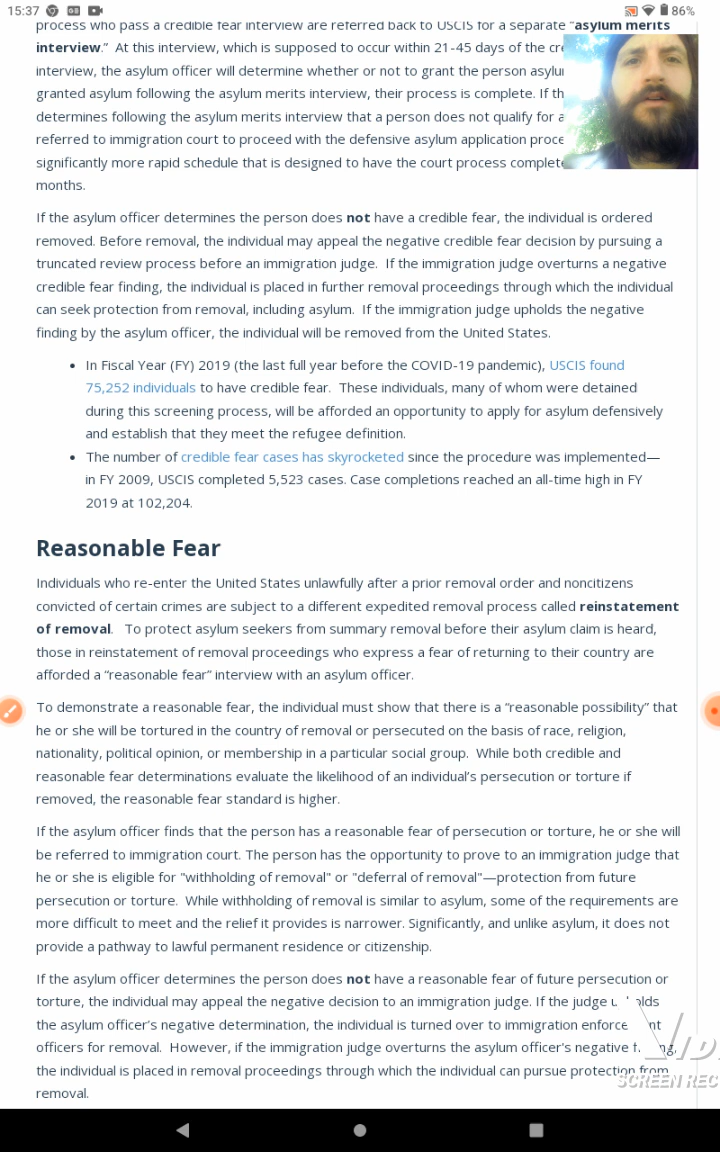 15:37 86%
process who pass a credible fear interview are referred back to USCIS for a separate “asylum merits
interview.” At this interview, which is supposed to occur within 21-45 days of the cre
interview, the asylum officer will determine whether or not to grant the person asylu
granted asylum following the asylum merits interview, their process is complete. If th
determines following the asylum merits interview that a person does not qualify for a
referred to immigration court to proceed with the defensive asylum application proce
significantly more rapid schedule that is designed to have the court process complete
months.
If the asylum officer determines the person does not have a credible fear, the individual is ordered
removed. Before removal, the individual may appeal the negative credible fear decision by pursuing a
truncated review process before an immigration judge. If the immigration judge overturns a negative
credible fear finding, the individual is placed in further removal proceedings through which the individual
can seek protection from removal, including asylum. If the immigration judge upholds the negative
finding by the asylum officer, the individual will be removed from the United States.
• In Fiscal Year (FY) 2019 (the last full year before the COVID-19 pandemic), USCIS found
75,252 individuals to have credible fear. These individuals, many of whom were detained
during this screening process, will be afforded an opportunity to apply for asylum defensively
and establish that they meet the refugee definition.
• The number of credible fear cases has skyrocketed since the procedure was implemented—
in FY 2009, USCIS completed 5,523 cases. Case completions reached an all-time high in FY
2019 at 102,204.
Reasonable Fear
Individuals who re-enter the United States unlawfully after a prior removal order and noncitizens
convicted of certain crimes are subject to a different expedited removal process called reinstatement
of removal. To protect asylum seekers from summary removal before their asylum claim is heard,
those in reinstatement of removal proceedings who express a fear of returning to their country are
afforded a “reasonable fear” interview with an asylum officer.
To demonstrate a reasonable fear, the individual must show that there is a “reasonable possibility” that
he or she will be tortured in the country of removal or persecuted on the basis of race, religion,
nationality, political opinion, or membership in a particular social group. While both credible and
reasonable fear determinations evaluate the likelihood of an individual’s persecution or torture if
removed, the reasonable fear standard is higher.
If the asylum officer finds that the person has a reasonable fear of persecution or torture, he or she will
be referred to immigration court. The person has the opportunity to prove to an immigration judge that
he or she is eligible for "withholding of removal" or "deferral of removal"—protection from future
persecution or torture. While withholding of removal is similar to asylum, some of the requirements are
more difficult to meet and the relief it provides is narrower. Significantly, and unlike asylum, it does not
provide a pathway to lawful permanent residence or citizenship.
If the asylum officer determines the person does not have a reasonable fear of future persecution or
torture, the individual may appeal the negative decision to an immigration judge. If the judge u holds
the asylum officer’s negative determination, the individual is turned over to immigration enforce nt
officers for removal. However, if the immigration judge overturns the asylum officer's negative f ng,
the individual is placed in removal proceedings through which the individual can pursue protection from
removal.
SCREEN REC